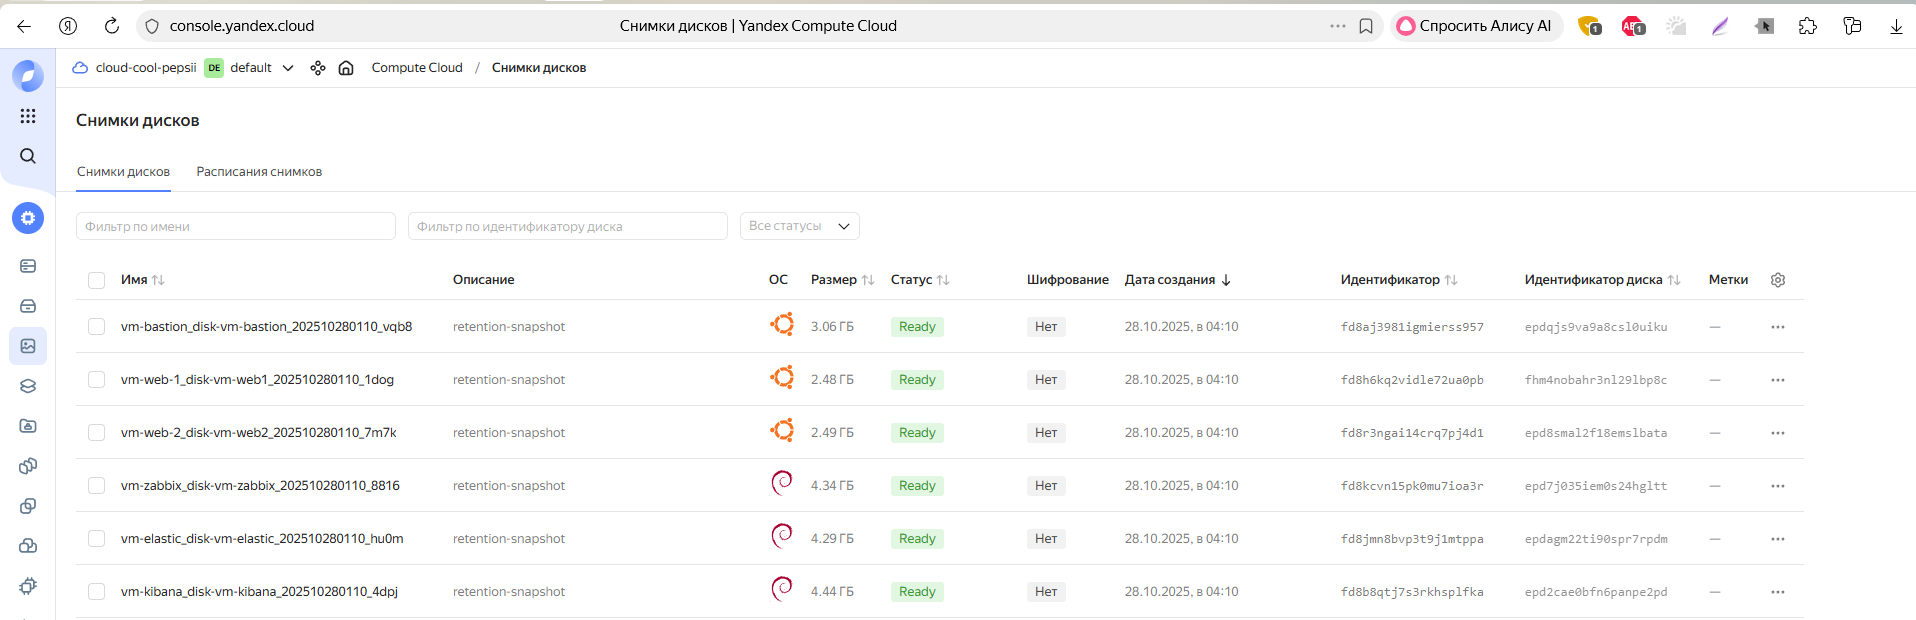 console.yandex.cloud Снимки дисков | Yandex Compute Cloud Спросить Алису AI 1 1
cloud-cool-pepsii DE default Compute Cloud / Снимки дисков
Снимки дисков
Снимки дисков Расписания снимков
Фильтр по имени Фильтр по идентификатору диска Все статусы
Имя Описание ОС Размер Статус Шифрование Дата создания Идентификатор Идентификатор диска Метки
vm-bastion_disk-vm-bastion_202510280110_vqb8 retention-snapshot 3.06 ГБ Ready Нет 28.10.2025, в 04:10 fd8aj3981igmierss957 epdqjs9va9a8csl0uiku —
vm-web-1_disk-vm-web1_202510280110_1dog retention-snapshot 2.48 ГБ Ready Нет 28.10.2025, в 04:10 fd8h6kq2vidle72ua0pb fhm4nobahr3nl29lbp8c —
vm-web-2_disk-vm-web2_202510280110_7m7k retention-snapshot 2.49 ГБ Ready Нет 28.10.2025, в 04:10 fd8r3ngai14crq7pj4d1 epd8smal2f18emslbata —
vm-zabbix_disk-vm-zabbix_202510280110_8816 retention-snapshot 4.34 ГБ Ready Нет 28.10.2025, в 04:10 fd8kcvn15pk0mu7ioa3r epd7j035iem0s24hgltt —
vm-elastic_disk-vm-elastic_202510280110_hu0m retention-snapshot 4.29 ГБ Ready Нет 28.10.2025, в 04:10 fd8jmn8bvp3t9j1mtppa epdagm22ti90spr7rpdm —
vm-kibana_disk-vm-kibana_202510280110_4dpj retention-snapshot 4.44 ГБ Ready Нет 28.10.2025, в 04:10 fd8b8qtj7s3rkhsplfka epd2cae0bfn6panpe2pd —